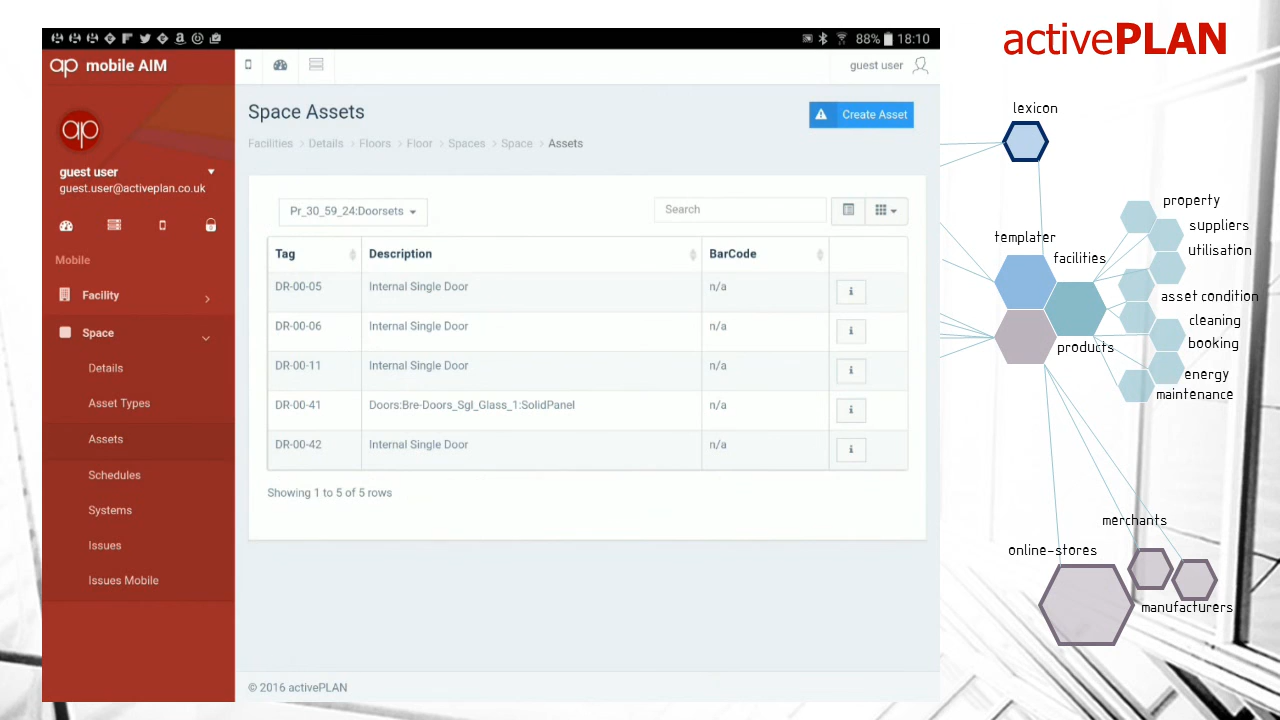 88% 18:10
ap mobile AIM
guest user
ap
guest user
guest.user@activeplan.co.uk
Mobile
Facility
Space
Details
Asset Types
Assets
Schedules
Systems
Issues
Issues Mobile
Space Assets
Create Asset
Facilities > Details > Floors > Floor > Spaces > Space > Assets
Pr_30_59_24:Doorsets
Search
Tag Description BarCode
DR-00-05 Internal Single Door n/a i
DR-00-06 Internal Single Door n/a i
DR-00-11 Internal Single Door n/a i
DR-00-41 Doors:Bre-Doors_Sgl_Glass_1:SolidPanel n/a i
DR-00-42 Internal Single Door n/a i
Showing 1 to 5 of 5 rows
© 2016 activePLAN
activePLAN
lexicon
property
suppliers
templater
utilisation
facilities
asset condition
cleaning
booking
products
energy
maintenance
merchants
online-stores
manufacturers